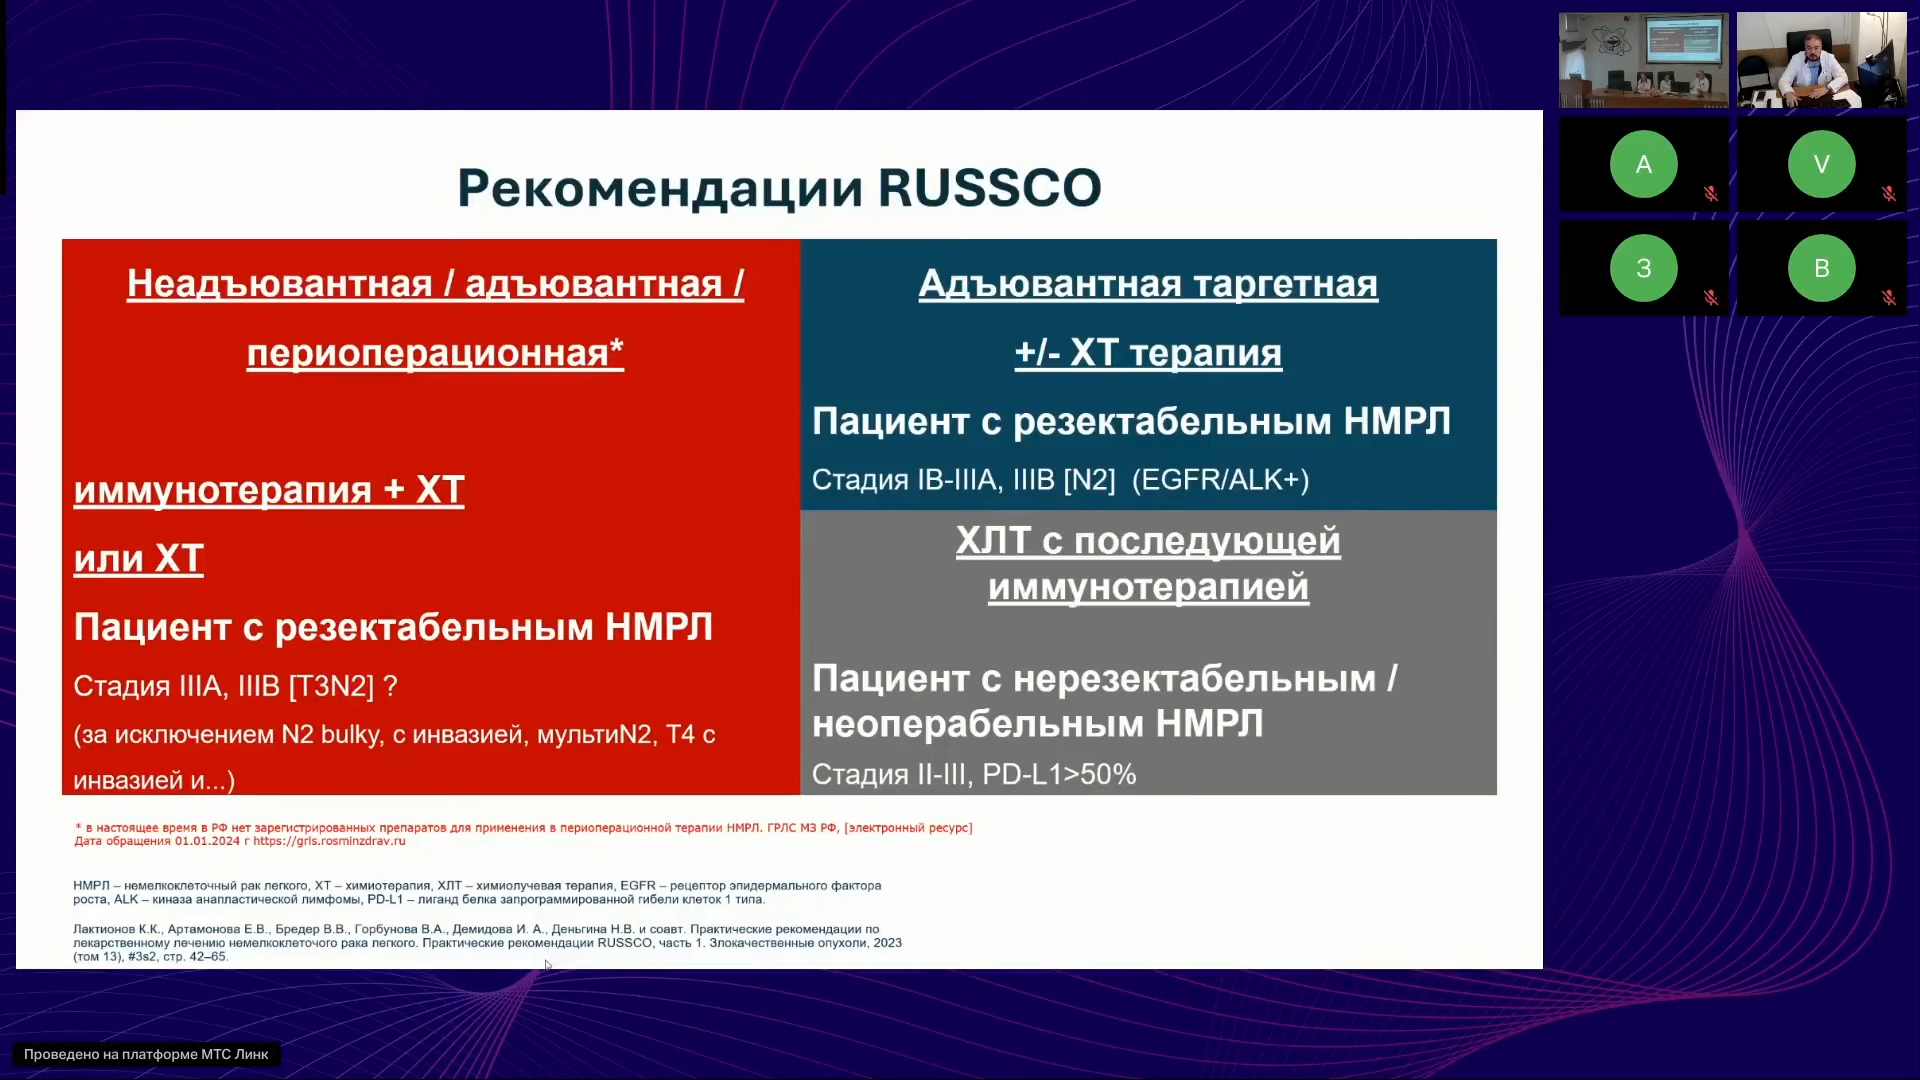 Рекомендации RUSSCO
Неадъювантная / адъювантная /
периоперационная*
иммунотерапия + ХТ
или ХТ
Пациент с резектабельным НМРЛ
Стадия IIIA, IIIB [T3N2] ?
(за исключением N2 bulky, с инвазией, мультиN2, T4 с
инвазией и...)
Адъювантная таргетная
+/- ХТ терапия
Пациент с резектабельным НМРЛ
Стадия IB-IIIA, IIIB [N2] (EGFR/ALK+)
ХЛТ с последующей
иммунотерапией
Пациент с нерезектабельным /
неоперабельным НМРЛ
Стадия II-III, PD-L1>50%
* в настоящее время в РФ нет зарегистрированных препаратов для применения в периоперационной терапии НМРЛ. ГРЛС МЗ РФ, [электронный ресурс]
Дата обращения 01.01.2024 г https://grls.rosminzdrav.ru
НМРЛ – немелкоклеточный рак легкого, ХТ – химиотерапия, ХЛТ – химиолучевая терапия, EGFR – рецептор эпидермального фактора
роста, ALK – киназа анапластической лимфомы, PD-L1 – лиганд белка запрограммированной гибели клеток 1 типа.
Лактионов К.К., Артамонова Е.В., Бредер В.В., Горбунова В.А., Демидова И. А., Деньгина Н.В. и соавт. Практические рекомендации по
лекарственному лечению немелкоклеточого рака легкого. Практические рекомендации RUSSCO, часть 1. Злокачественные опухоли, 2023
(том 13), #3s2, стр. 42–65.
A
V
З
В
Проведено на платформе МТС Линк